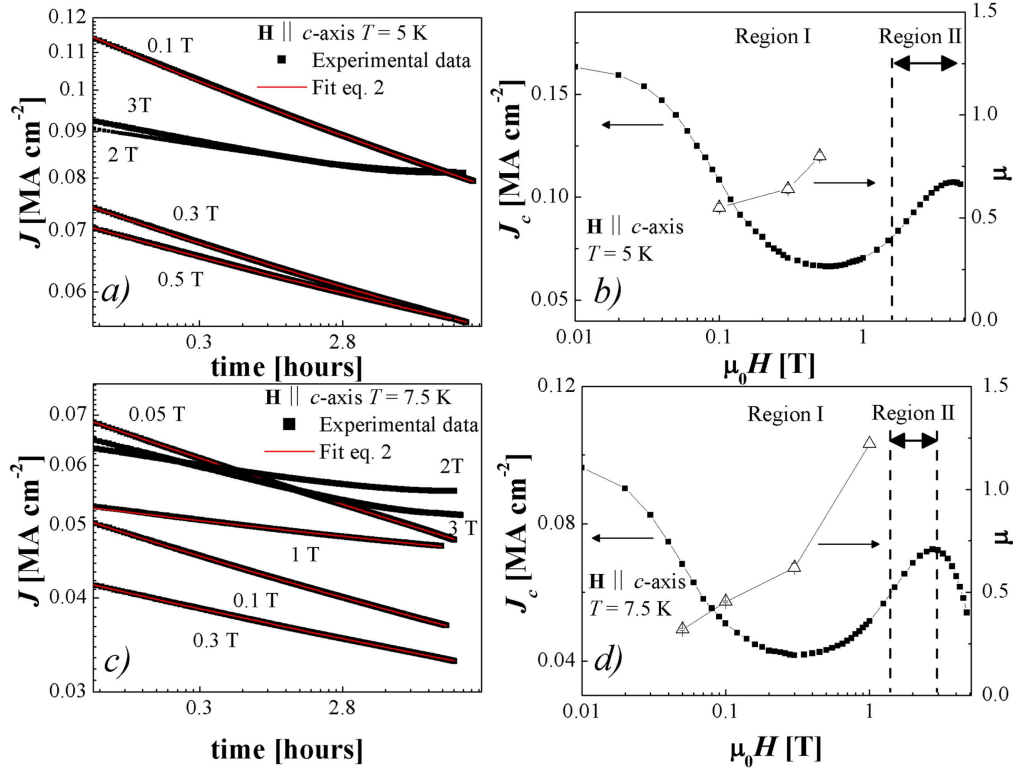 0.12
0.11
0.1
0.09
0.08
0.07
0.06
J [MA cm⁻²]
0.1 T
3T
2 T
0.3 T
0.5 T
H || c-axis T = 5 K
Experimental data
Fit eq. 2
a)
0.3
2.8
time [hours]
0.15
0.10
0.05
J_c [MA cm⁻²]
Region I
Region II
H || c-axis
T = 5 K
b)
1.5
1.0
0.5
0.0
μ
0.01
0.1
1
μ₀H [T]
0.07
0.06
0.05
0.04
0.03
J [MA cm⁻²]
0.05 T
H || c-axis T = 7.5 K
Experimental data
Fit eq. 2
2T
3 T
1 T
0.1 T
0.3 T
c)
0.3
2.8
time [hours]
0.12
0.08
0.04
J_c [MA cm⁻²]
Region I
Region II
H || c-axis
T = 7.5 K
d)
1.5
1.0
0.5
0.0
μ
0.01
0.1
1
μ₀H [T]